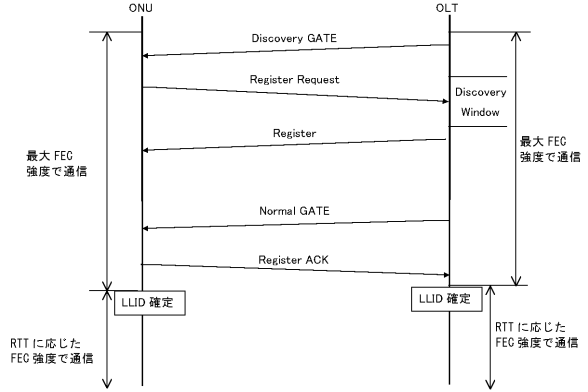 ONU
OLT
Discovery GATE
Register Request
Discovery
Window
Register
最大 FEC
強度で通信
最大 FEC
強度で通信
Normal GATE
Register ACK
LLID 確定
LLID 確定
RTT に応じた
FEC 強度で通信
RTT に応じた
FEC 強度で通信